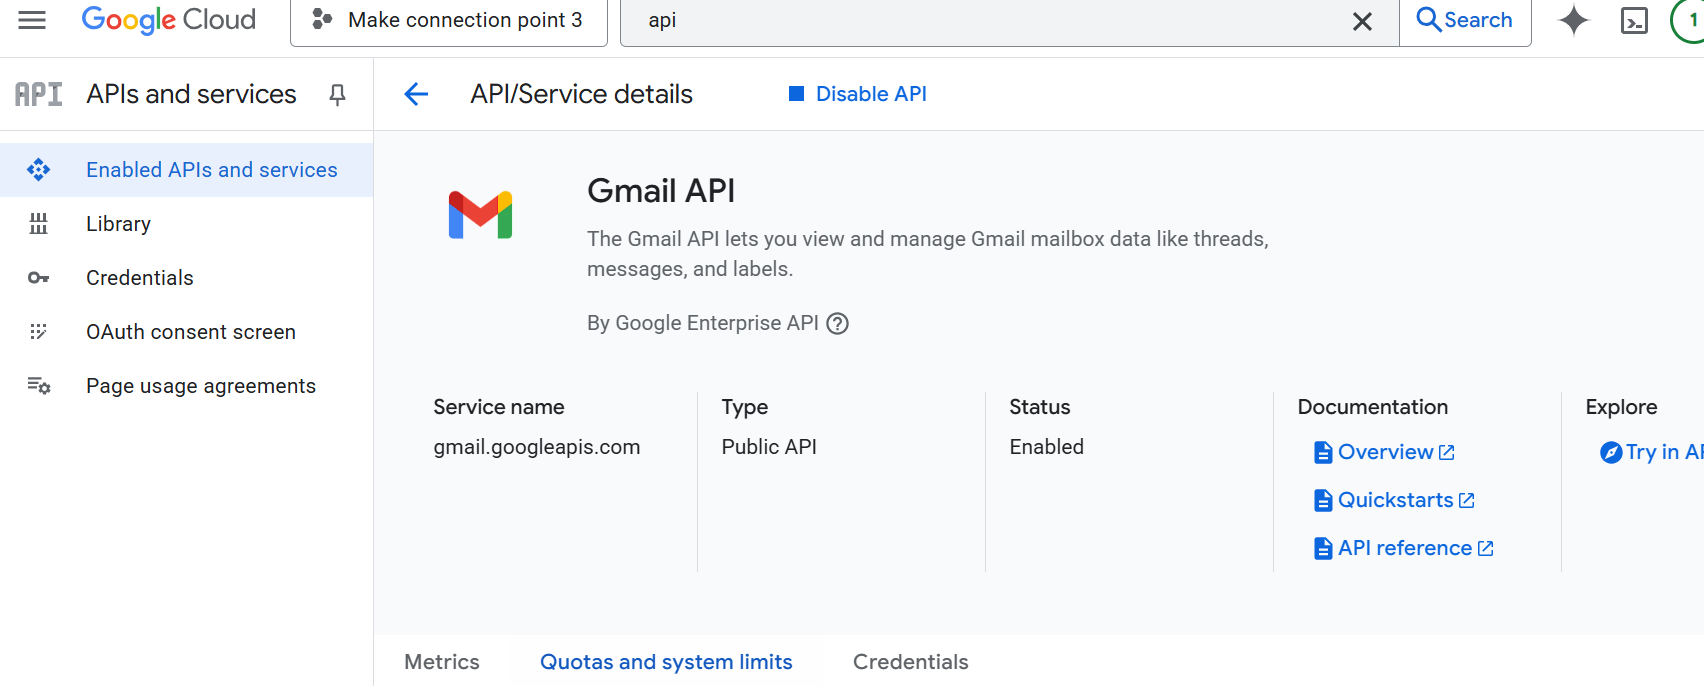 Google Cloud
Make connection point 3
api
Search
1
API
APIs and services
API/Service details
Disable API
Enabled APIs and services
Library
Credentials
OAuth consent screen
Page usage agreements
Gmail API
The Gmail API lets you view and manage Gmail mailbox data like threads,
messages, and labels.
By Google Enterprise API
Service name
gmail.googleapis.com
Type
Public API
Status
Enabled
Documentation
Overview
Quickstarts
API reference
Explore
Try in
Metrics
Quotas and system limits
Credentials